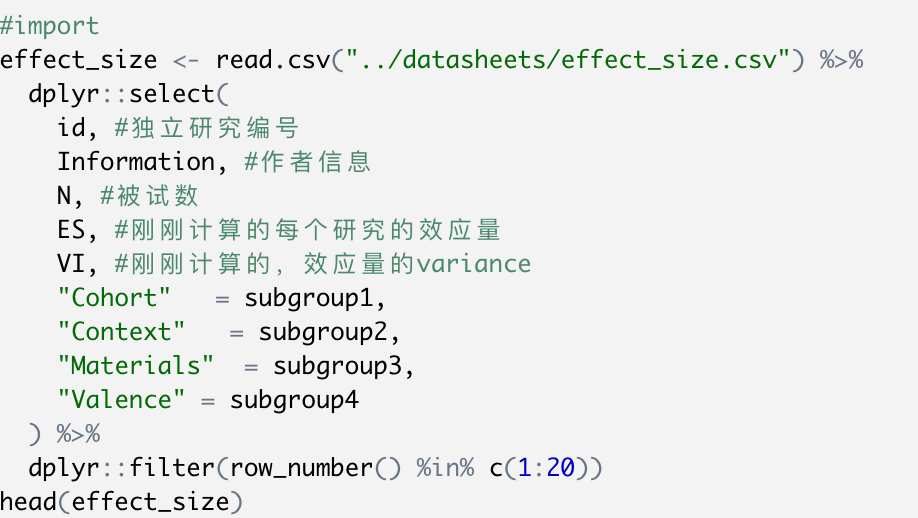 #import
effect_size <- read.csv("../datasheets/effect_size.csv") %>%
  dplyr::select(
    id, #独立研究编号
    Information, #作者信息
    N, #被试数
    ES, #刚刚计算的每个研究的效应量
    VI, #刚刚计算的，效应量的variance
    "Cohort"   = subgroup1,
    "Context"   = subgroup2,
    "Materials"  = subgroup3,
    "Valence" = subgroup4
  ) %>%
  dplyr::filter(row_number() %in% c(1:20))
head(effect_size)